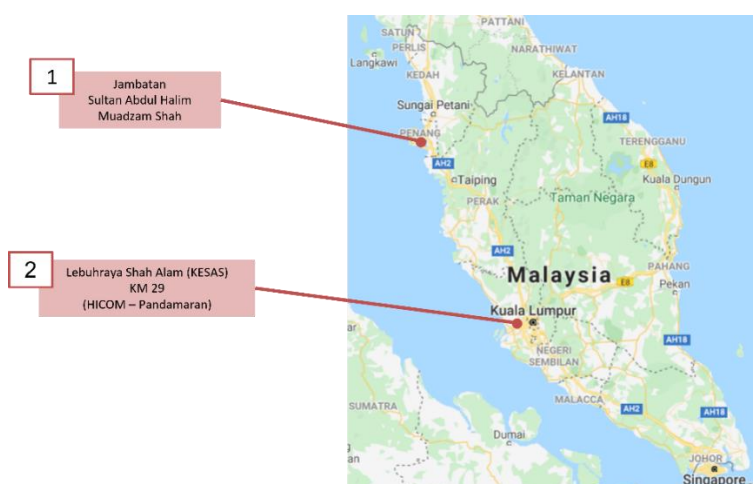 1
Jambatan
Sultan Abdul Halim
Muadzam Shah
2
Lebuhraya Shah Alam (KESAS)
KM 29
(HICOM – Pandamaran)
PATTANI
SATUN
PERLIS
NARATHIWAT
Langkawi
KEDAH
KELANTAN
Sungai Petani
PENANG
AH18
TERENGGANU
AH2
E8
Taiping
Kuala Dungun
PERAK
Taman Negara
AH2
Malaysia
E8
PAHANG
Pekan
Kuala Lumpur
AH18
NEGERI
SEMBILAN
SUMATRA
MALACCA
AH2
AH18
Dumai
JOHOR
Singapore